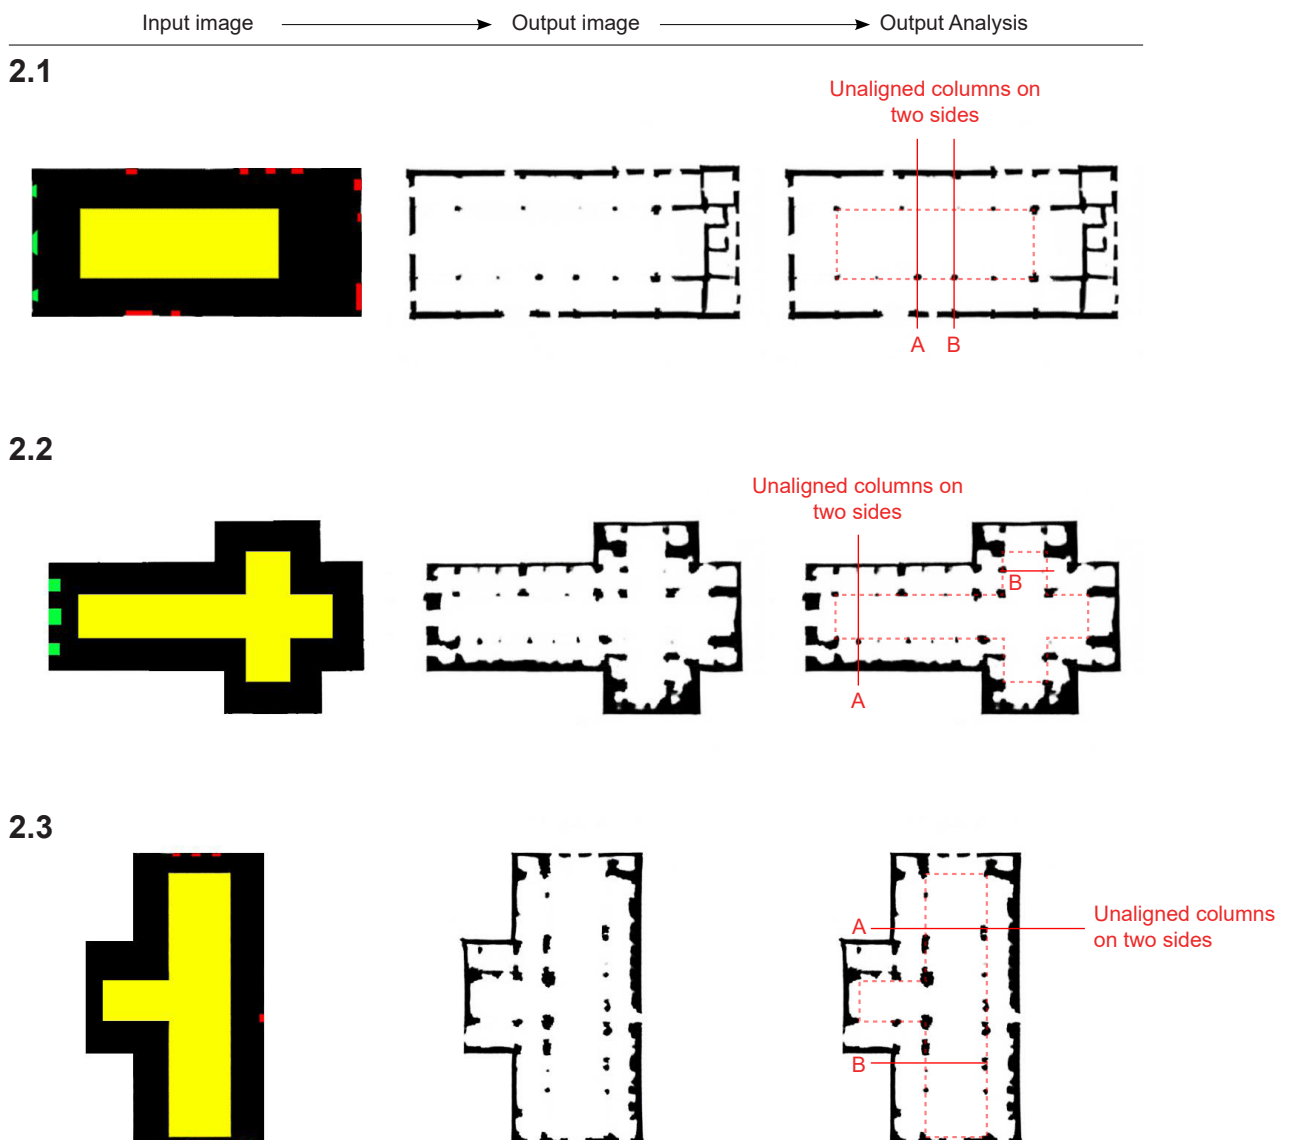 Input image
Output image
Output Analysis
2.1
Unaligned columns on
two sides
A
B
2.2
Unaligned columns on
two sides
B
A
2.3
A
Unaligned columns
on two sides
B